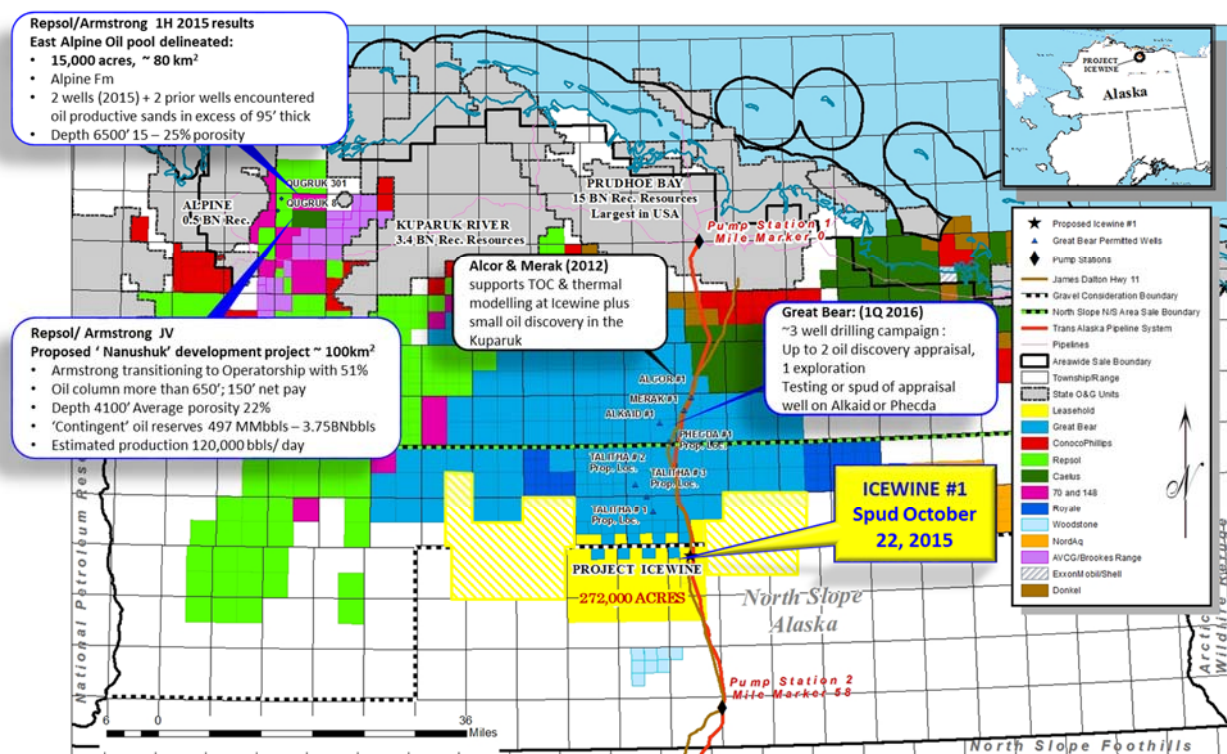 Repsol/Armstrong 1H 2015 results
East Alpine Oil pool delineated:
• 15,000 acres, ~ 80 km²
• Alpine Fm
• 2 wells (2015) + 2 prior wells encountered
oil productive sands in excess of 95' thick
• Depth 6500' 15 – 25% porosity
PROJECT
ICEWINE
Alaska
QUGRUK 301
QUGRUK 8
ALPINE
0.5 BN Rec.
KUPARUK RIVER
3.4 BN Rec. Resources
PRUDHOE BAY
15 BN Rec. Resources
Largest in USA
Pump Station 1
Mile Marker 0
Alcor & Merak (2012)
supports TOC & thermal
modelling at Icewine plus
small oil discovery in the
Kuparuk
Great Bear: (1Q 2016)
~3 well drilling campaign :
Up to 2 oil discovery appraisal,
1 exploration
Testing or spud of appraisal
well on Alkaid or Phecda
Repsol/ Armstrong JV
Proposed ' Nanushuk' development project ~ 100km²
• Armstrong transitioning to Operatorship with 51%
• Oil column more than 650'; 150' net pay
• Depth 4100' Average porosity 22%
• 'Contingent' oil reserves 497 MMbbls – 3.75BNbbls
• Estimated production 120,000 bbls/ day
Proposed Icewine #1
Great Bear Permitted Wells
Pump Stations
James Dalton Hwy 11
Gravel Consideration Boundary
North Slope N/S Area Sale Boundary
Trans Alaska Pipeline System
Pipelines
Areawide Sale Boundary
Township/Range
State O&G Units
Leasehold
Great Bear
ConocoPhillips
Repsol
Caelus
70 and 148
Royale
Woodstone
NordAq
AVCG/Brookes Range
ExxonMobil/Shell
Donkel
N
ALCOR #1
MERAK #1
ALKAID #1
PHECDA #1
Prop. Loc.
TALITHA # 2
Prop. Loc.
TALITHA # 3
Prop. Loc.
TALITHA # 1
Prop. Loc.
ICEWINE #1
Spud October
22, 2015
PROJECT ICEWINE
272,000 ACRES
North Slope
Alaska
National Petroleum
Arctic
Wildlife
Pump Station 2
Mile Marker 58
6 0 36
Miles
North Slope Foothills